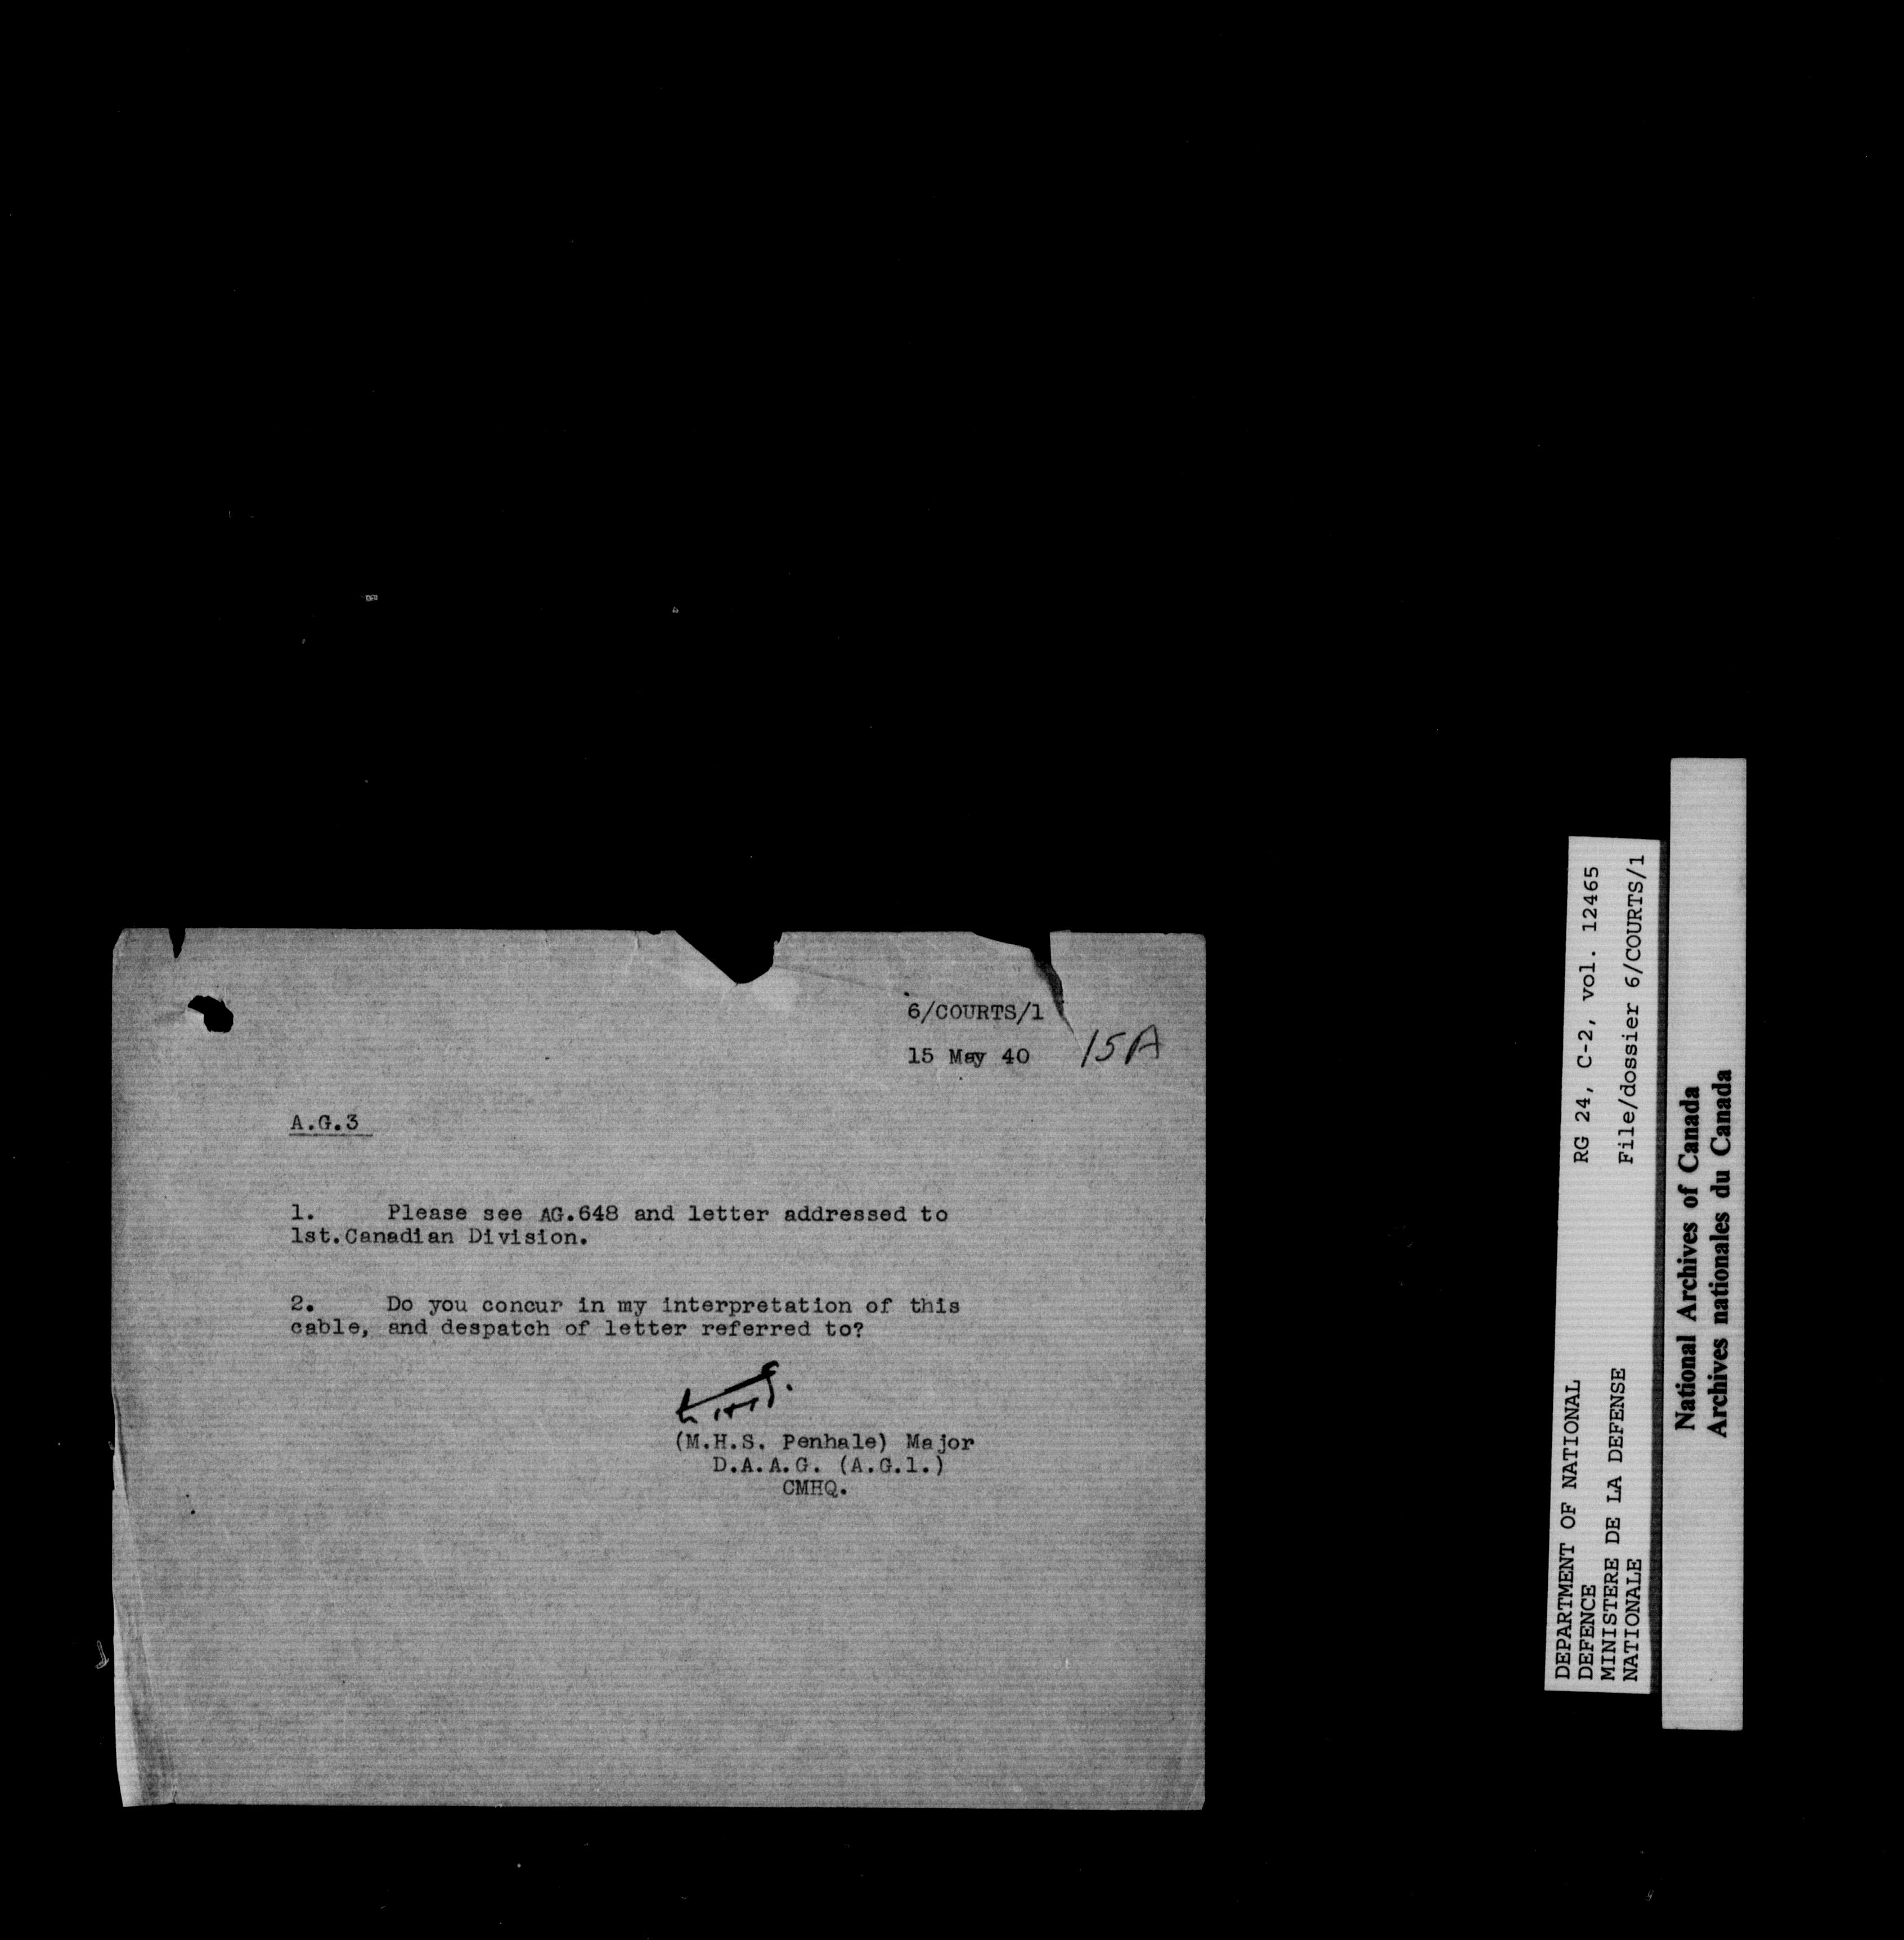 6/COURTS/1
15 May 40
15A
A.G.3
1. Please see AG.648 and letter addressed to
1st.Canadian Division.
2. Do you concur in my interpretation of this
cable, and despatch of letter referred to?
(M.H.S. Penhale) Major
D.A.A.G. (A.G.1.)
CMHQ.
DEPARTMENT OF NATIONAL
DEFENCE
MINISTERE DE LA DEFENSE
NATIONALE
RG 24, C-2, vol. 12465
File/dossier 6/COURTS/1
National Archives of Canada
Archives nationales du Canada